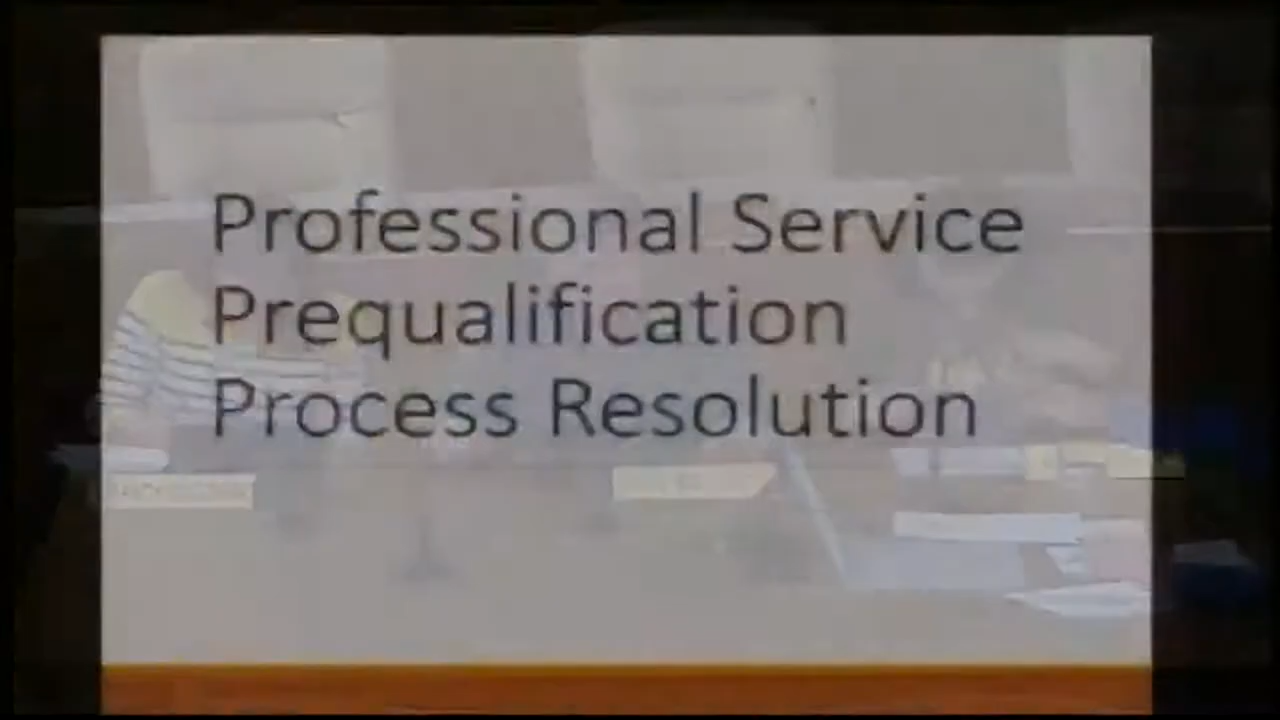 Professional Service
Prequalification
Process Resolution